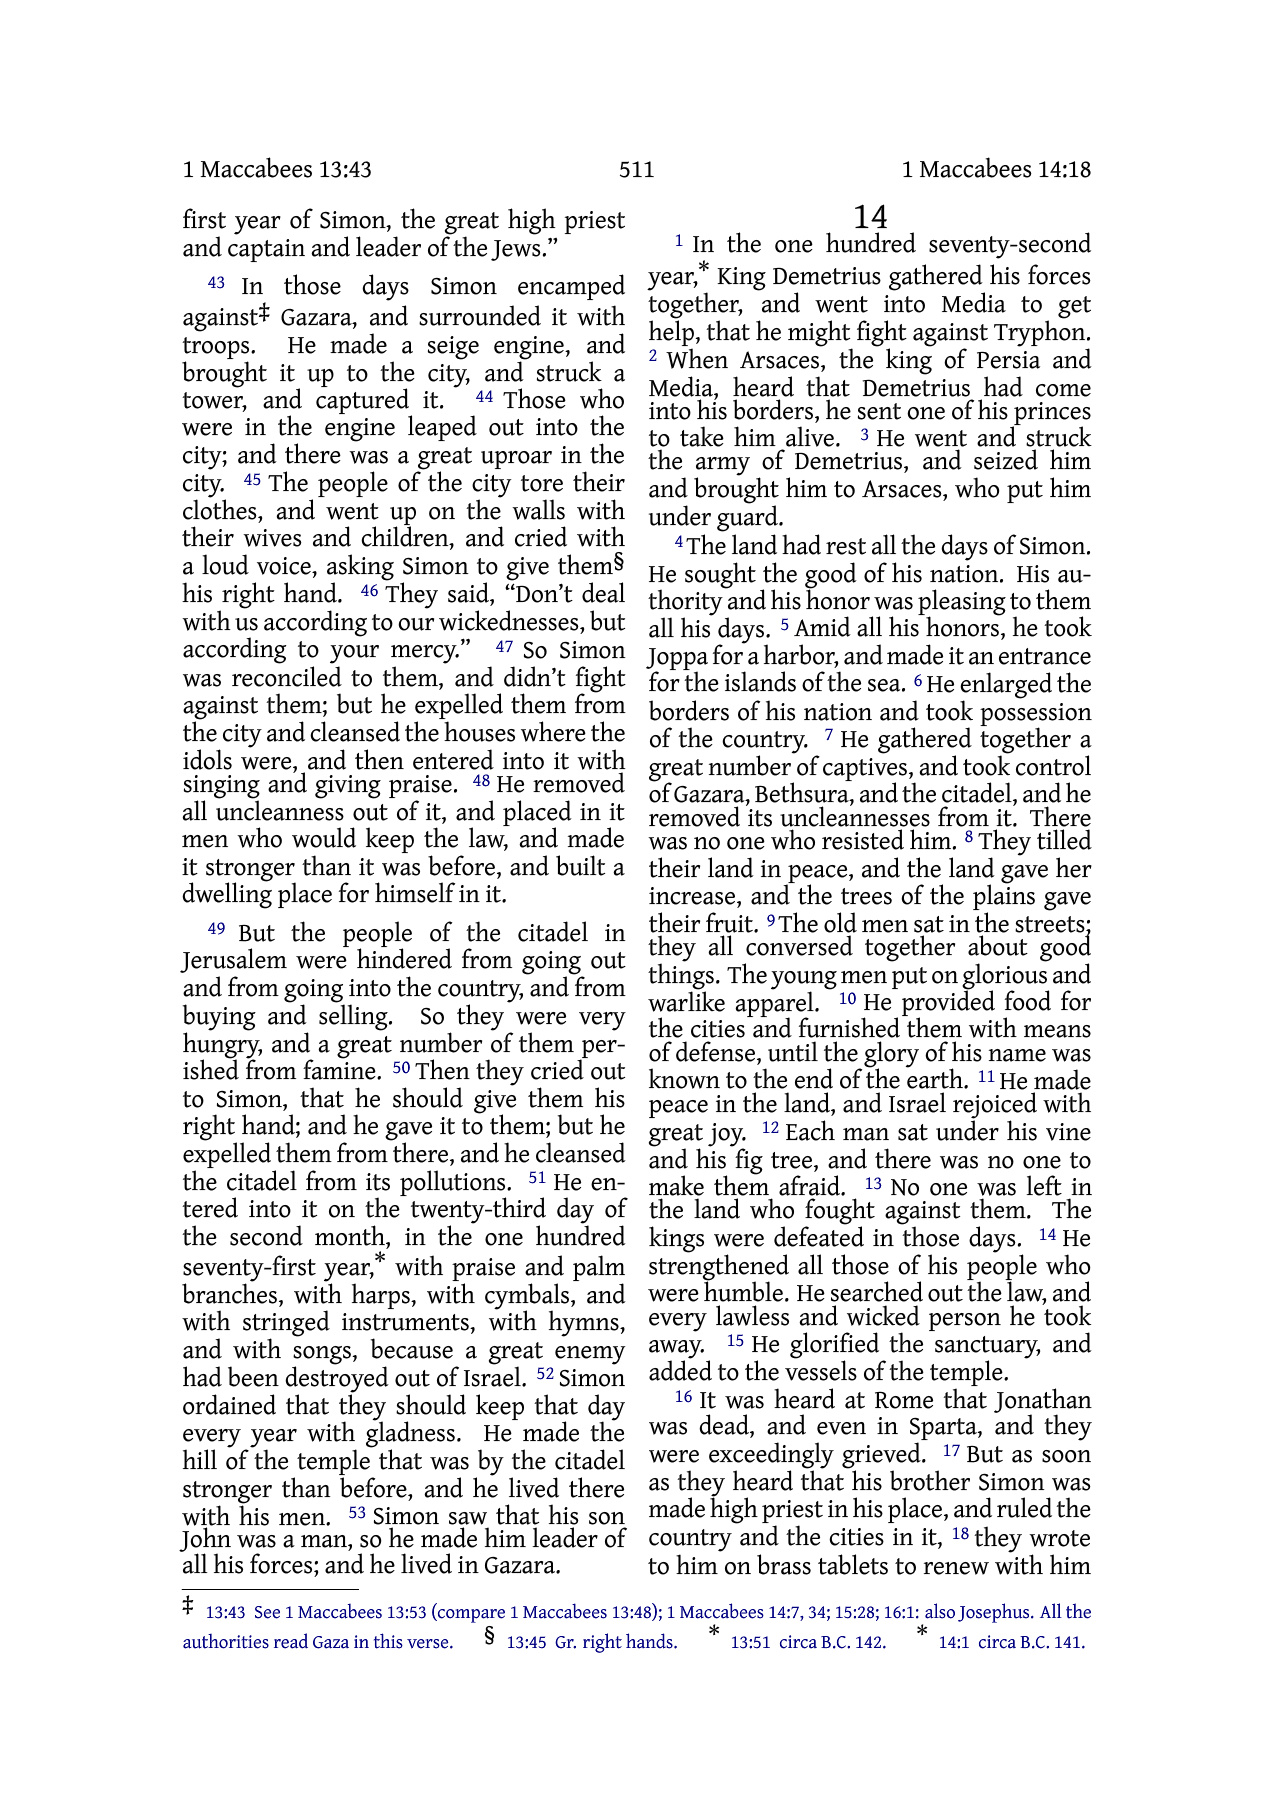 1 Maccabees 13:43 511 1 Maccabees 14:18
first year of Simon, the great high priest
and captain and leader of the Jews.”
43 In those days Simon encamped
against‡ Gazara, and surrounded it with
troops. He made a seige engine, and
brought it up to the city, and struck a
tower, and captured it. 44 Those who
were in the engine leaped out into the
city; and there was a great uproar in the
city. 45 The people of the city tore their
clothes, and went up on the walls with
their wives and children, and cried with
a loud voice, asking Simon to give them§
his right hand. 46 They said, “Don’t deal
with us according to our wickednesses, but
according to your mercy.” 47 So Simon
was reconciled to them, and didn’t fight
against them; but he expelled them from
the city and cleansed the houses where the
idols were, and then entered into it with
singing and giving praise. 48 He removed
all uncleanness out of it, and placed in it
men who would keep the law, and made
it stronger than it was before, and built a
dwelling place for himself in it.
49 But the people of the citadel in
Jerusalem were hindered from going out
and from going into the country, and from
buying and selling. So they were very
hungry, and a great number of them per-
ished from famine. 50 Then they cried out
to Simon, that he should give them his
right hand; and he gave it to them; but he
expelled them from there, and he cleansed
the citadel from its pollutions. 51 He en-
tered into it on the twenty-third day of
the second month, in the one hundred
seventy-first year,* with praise and palm
branches, with harps, with cymbals, and
with stringed instruments, with hymns,
and with songs, because a great enemy
had been destroyed out of Israel. 52 Simon
ordained that they should keep that day
every year with gladness. He made the
hill of the temple that was by the citadel
stronger than before, and he lived there
with his men. 53 Simon saw that his son
John was a man, so he made him leader of
all his forces; and he lived in Gazara.
14
1 In the one hundred seventy-second
year,* King Demetrius gathered his forces
together, and went into Media to get
help, that he might fight against Tryphon.
2 When Arsaces, the king of Persia and
Media, heard that Demetrius had come
into his borders, he sent one of his princes
to take him alive. 3 He went and struck
the army of Demetrius, and seized him
and brought him to Arsaces, who put him
under guard.
4 The land had rest all the days of Simon.
He sought the good of his nation. His au-
thority and his honor was pleasing to them
all his days. 5 Amid all his honors, he took
Joppa for a harbor, and made it an entrance
for the islands of the sea. 6 He enlarged the
borders of his nation and took possession
of the country. 7 He gathered together a
great number of captives, and took control
of Gazara, Bethsura, and the citadel, and he
removed its uncleannesses from it. There
was no one who resisted him. 8 They tilled
their land in peace, and the land gave her
increase, and the trees of the plains gave
their fruit. 9 The old men sat in the streets;
they all conversed together about good
things. The young men put on glorious and
warlike apparel. 10 He provided food for
the cities and furnished them with means
of defense, until the glory of his name was
known to the end of the earth. 11 He made
peace in the land, and Israel rejoiced with
great joy. 12 Each man sat under his vine
and his fig tree, and there was no one to
make them afraid. 13 No one was left in
the land who fought against them. The
kings were defeated in those days. 14 He
strengthened all those of his people who
were humble. He searched out the law, and
every lawless and wicked person he took
away. 15 He glorified the sanctuary, and
added to the vessels of the temple.
16 It was heard at Rome that Jonathan
was dead, and even in Sparta, and they
were exceedingly grieved. 17 But as soon
as they heard that his brother Simon was
made high priest in his place, and ruled the
country and the cities in it, 18 they wrote
to him on brass tablets to renew with him
‡ 13:43 See 1 Maccabees 13:53 (compare 1 Maccabees 13:48); 1 Maccabees 14:7, 34; 15:28; 16:1: also Josephus. All the
authorities read Gaza in this verse. § 13:45 Gr. right hands. * 13:51 circa B.C. 142. * 14:1 circa B.C. 141.